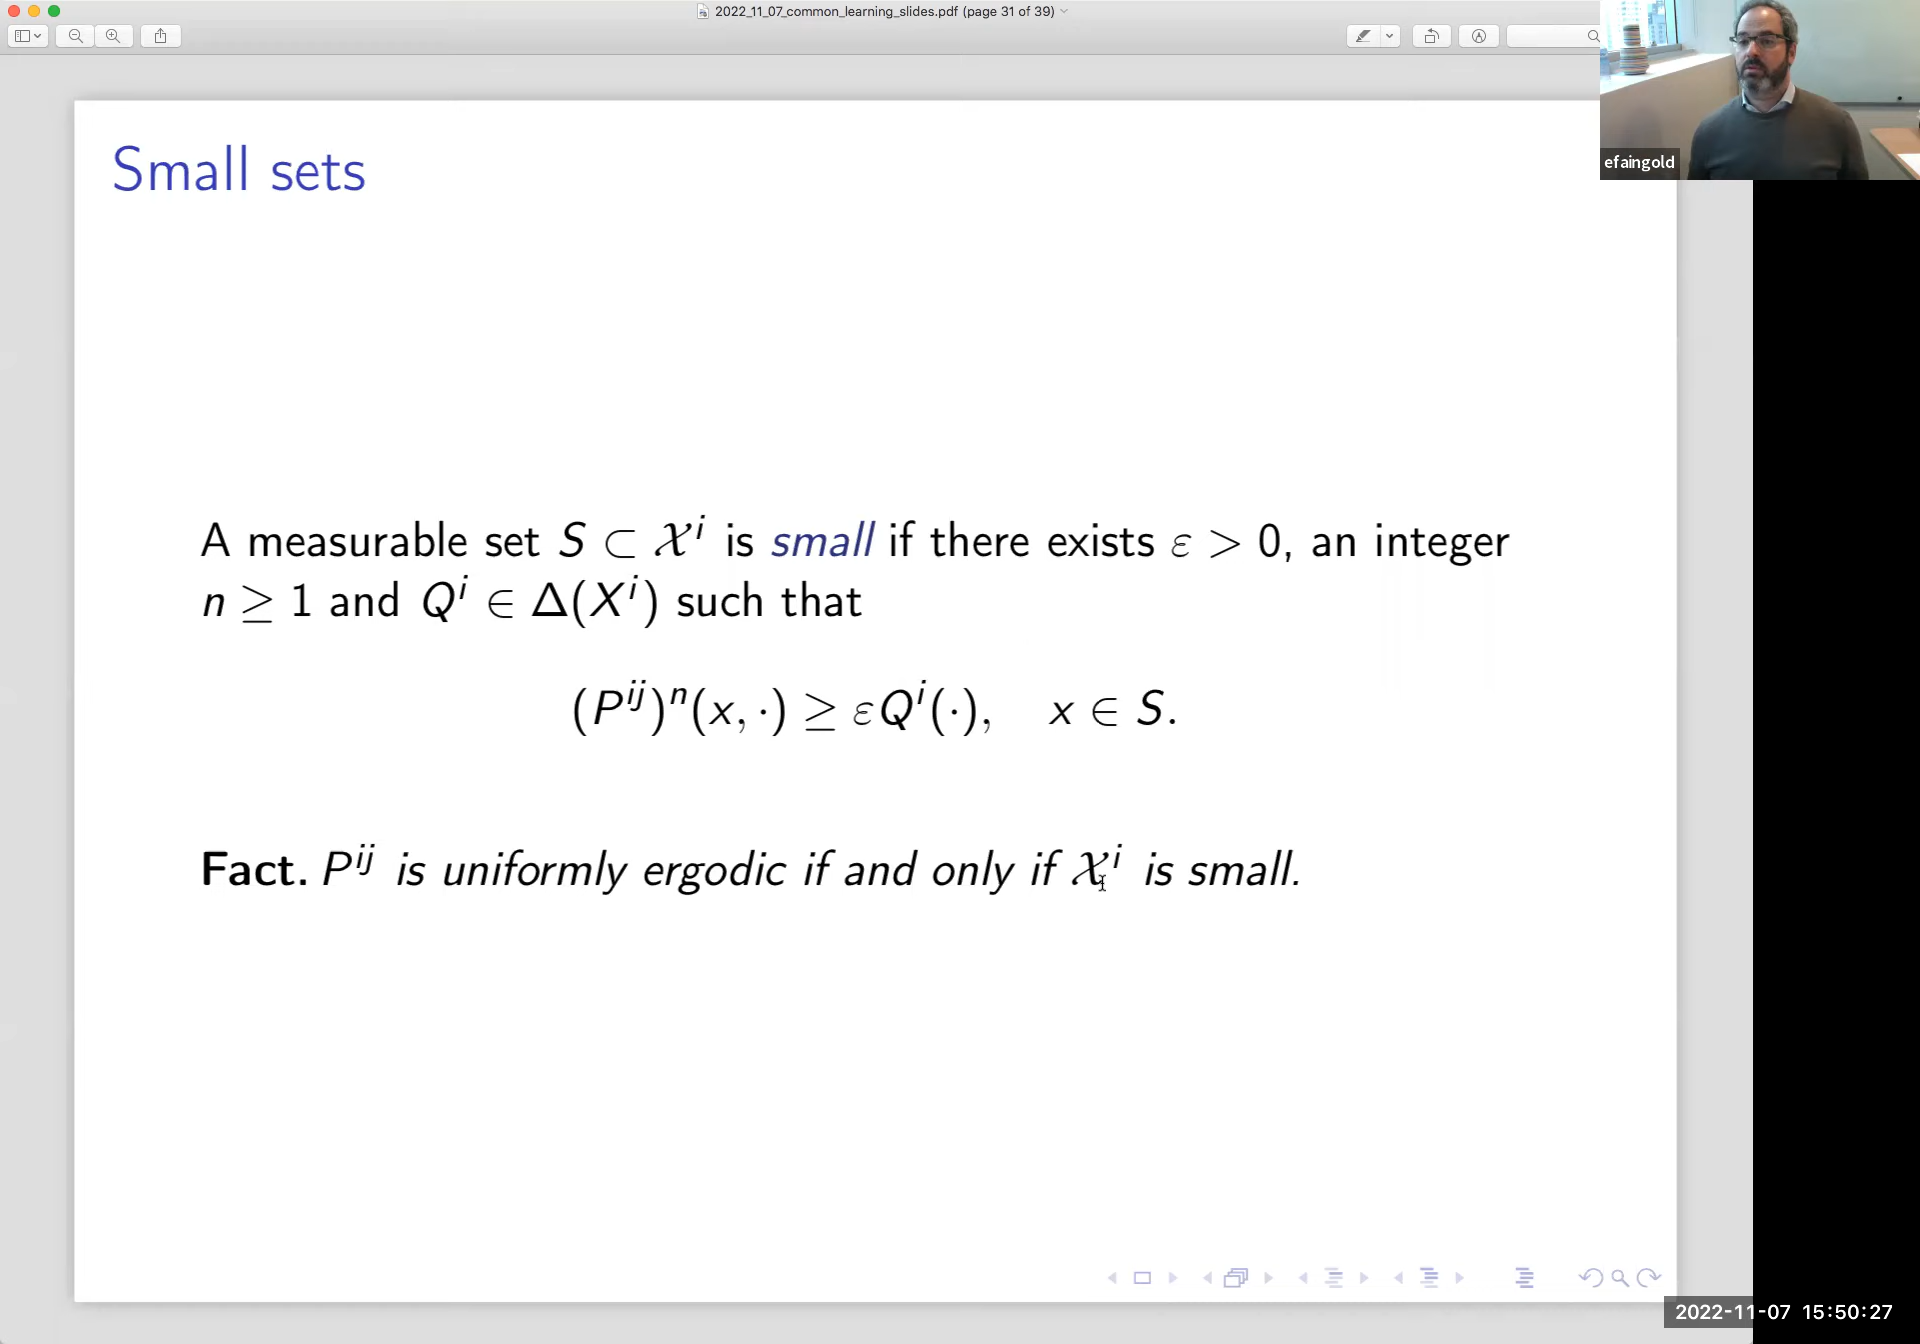 2022_11_07_common_learning_slides.pdf (page 31 of 39)
efaingold
Small sets
A measurable set S ⊂ 𝒳ⁱ is small if there exists ε > 0, an integer
n ≥ 1 and Qⁱ ∈ Δ(Xⁱ) such that
(Pⁱʲ)ⁿ(x, ·) ≥ εQⁱ(·), x ∈ S.
Fact. Pⁱʲ is uniformly ergodic if and only if 𝒳ⁱ is small.
2022-11-07 15:50:27